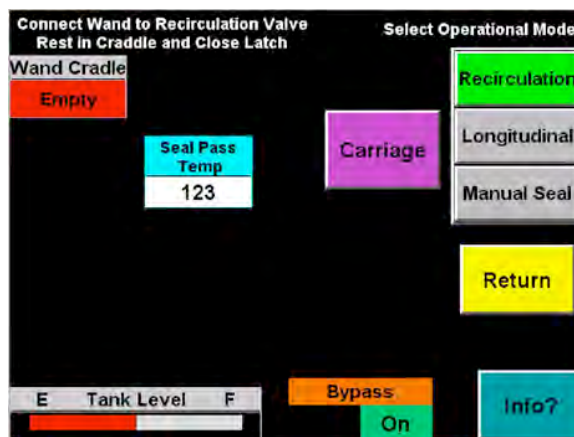 Connect Wand to Recirculation Valve
Rest in Craddle and Close Latch
Select Operational Mode
Wand Cradle
Empty
Recirculation
Seal Pass
Temp
123
Carriage
Longitudinal
Manual Seal
Return
E Tank Level F
Bypass
On
Info?